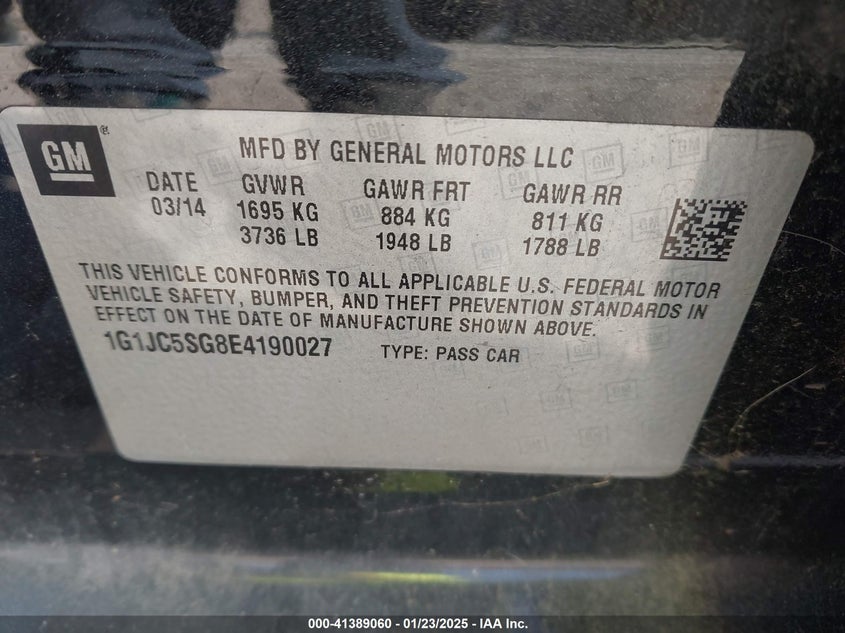 GM
MFD BY GENERAL MOTORS LLC
DATE GVWR GAWR FRT GAWR RR
03/14 1695 KG 884 KG 811 KG
3736 LB 1948 LB 1788 LB
THIS VEHICLE CONFORMS TO ALL APPLICABLE U.S. FEDERAL MOTOR
VEHICLE SAFETY, BUMPER, AND THEFT PREVENTION STANDARDS IN
EFFECT ON THE DATE OF MANUFACTURE SHOWN ABOVE.
1G1JC5SG8E4190027 TYPE: PASS CAR
000-41389060 - 01/23/2025 - IAA Inc.